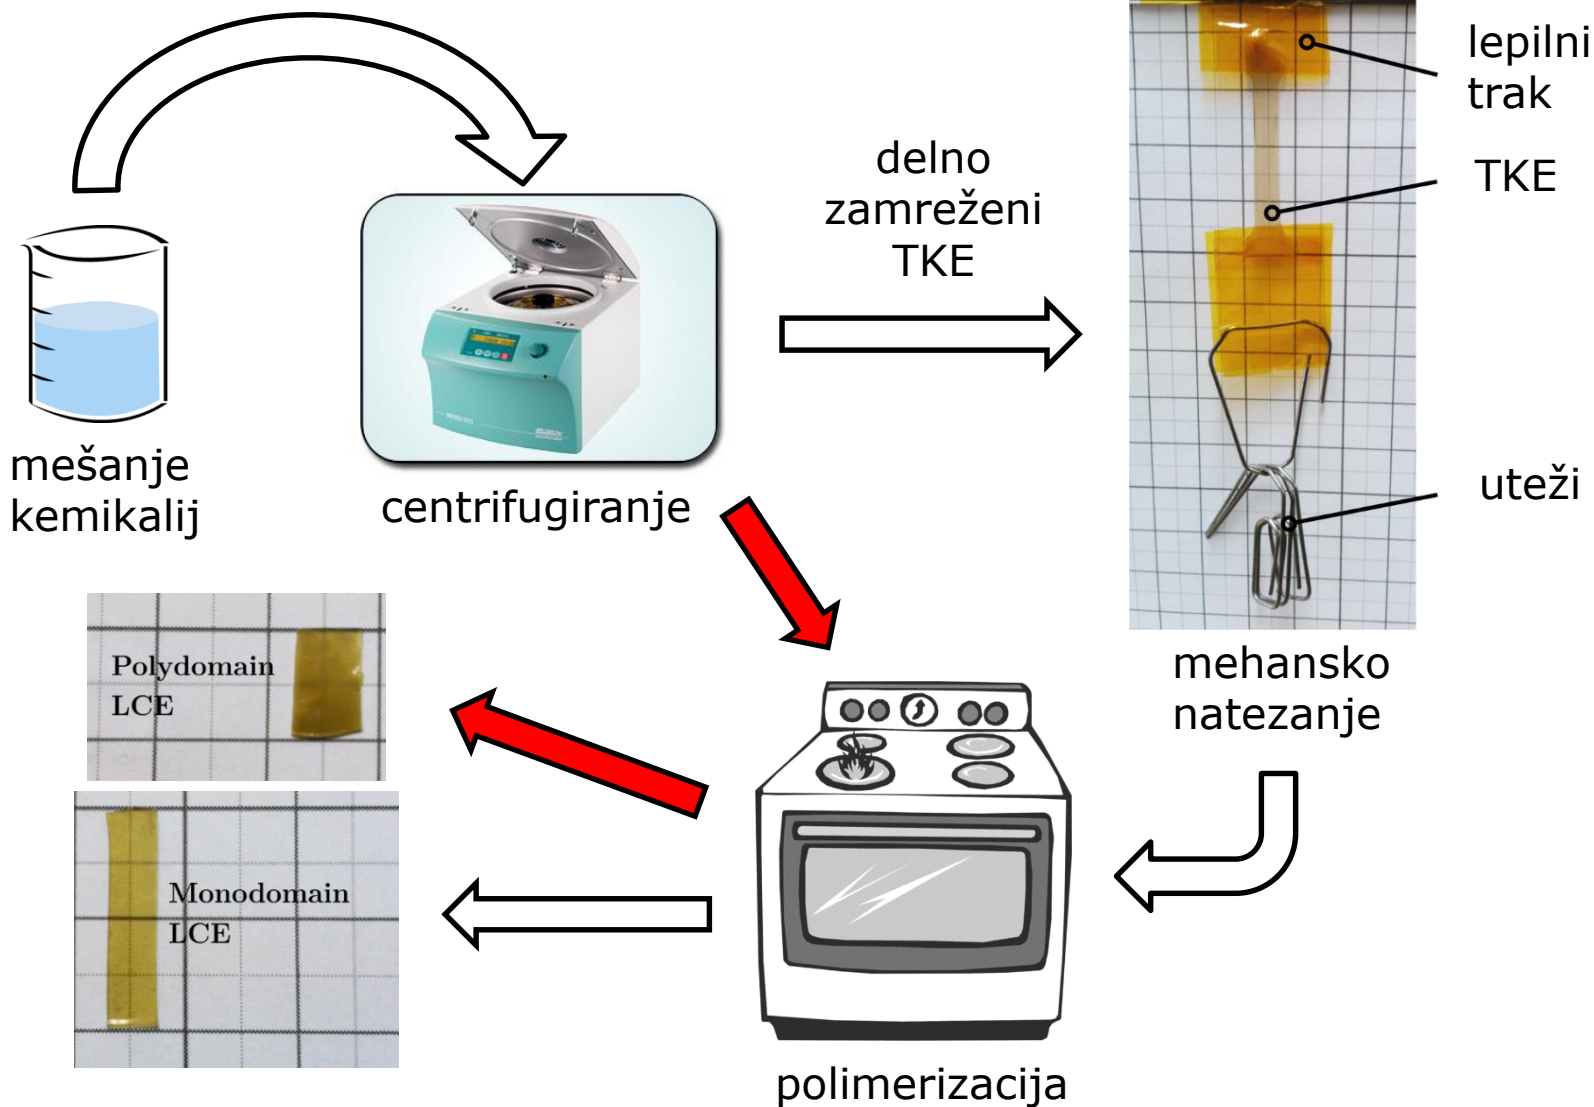 lepilni
trak
delno
zamreženi
TKE
TKE
mešanje
kemikalij
centrifugiranje
uteži
Polydomain
LCE
mehansko
natezanje
Monodomain
LCE
polimerizacija